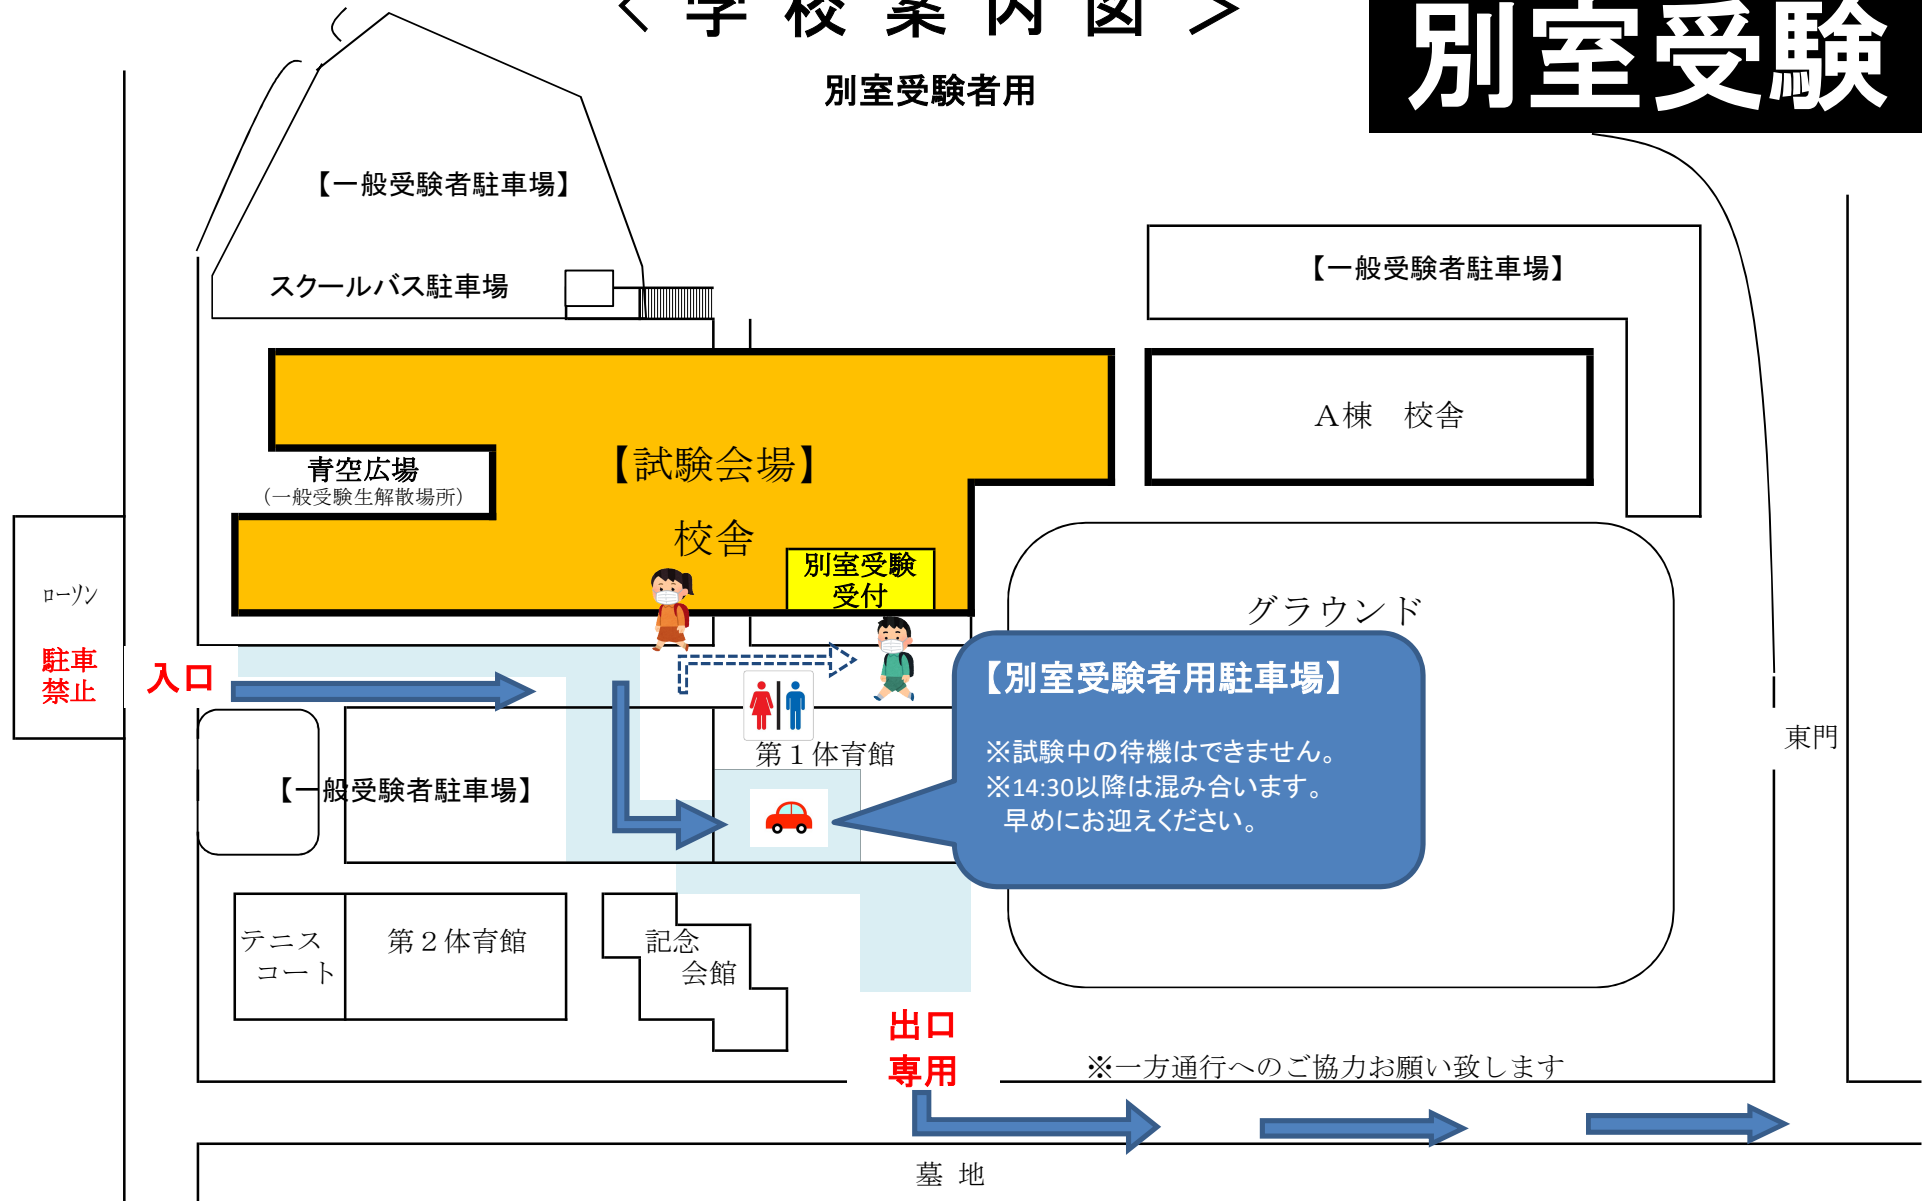 ＜学校案内図＞
別室受験
別室受験者用
【一般受験者駐車場】
スクールバス駐車場
【一般受験者駐車場】
A棟　校舎
【試験会場】
校舎
青空広場
（一般受験生解散場所）
別室受験
受付
ローソン
駐車
禁止
入口
グラウンド
【別室受験者用駐車場】
※試験中の待機はできません。
※14:30以降は混み合います。
早めにお迎えください。
第１体育館
【一般受験者駐車場】
東門
テニス
コート
第２体育館
記念
会館
出口
専用
※一方通行へのご協力お願い致します
墓 地